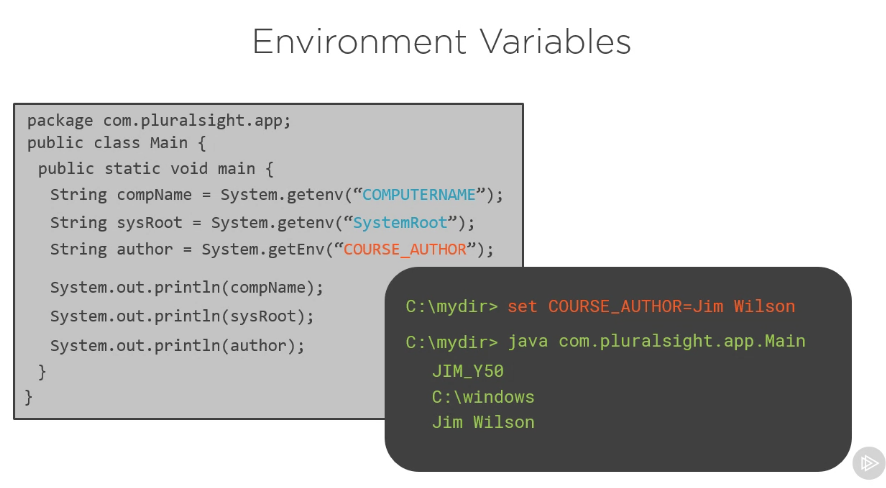 Environment Variables
package com.pluralsight.app;
public class Main {
public static void main {
String compName = System.getenv(“COMPUTERNAME”);
String sysRoot = System.getenv(“SystemRoot”);
String author = System.getEnv(“COURSE_AUTHOR”);
System.out.println(compName);
System.out.println(sysRoot);
System.out.println(author);
}
}
C:\mydir> set COURSE_AUTHOR=Jim Wilson
C:\mydir> java com.pluralsight.app.Main
JIM_Y50
C:\windows
Jim Wilson